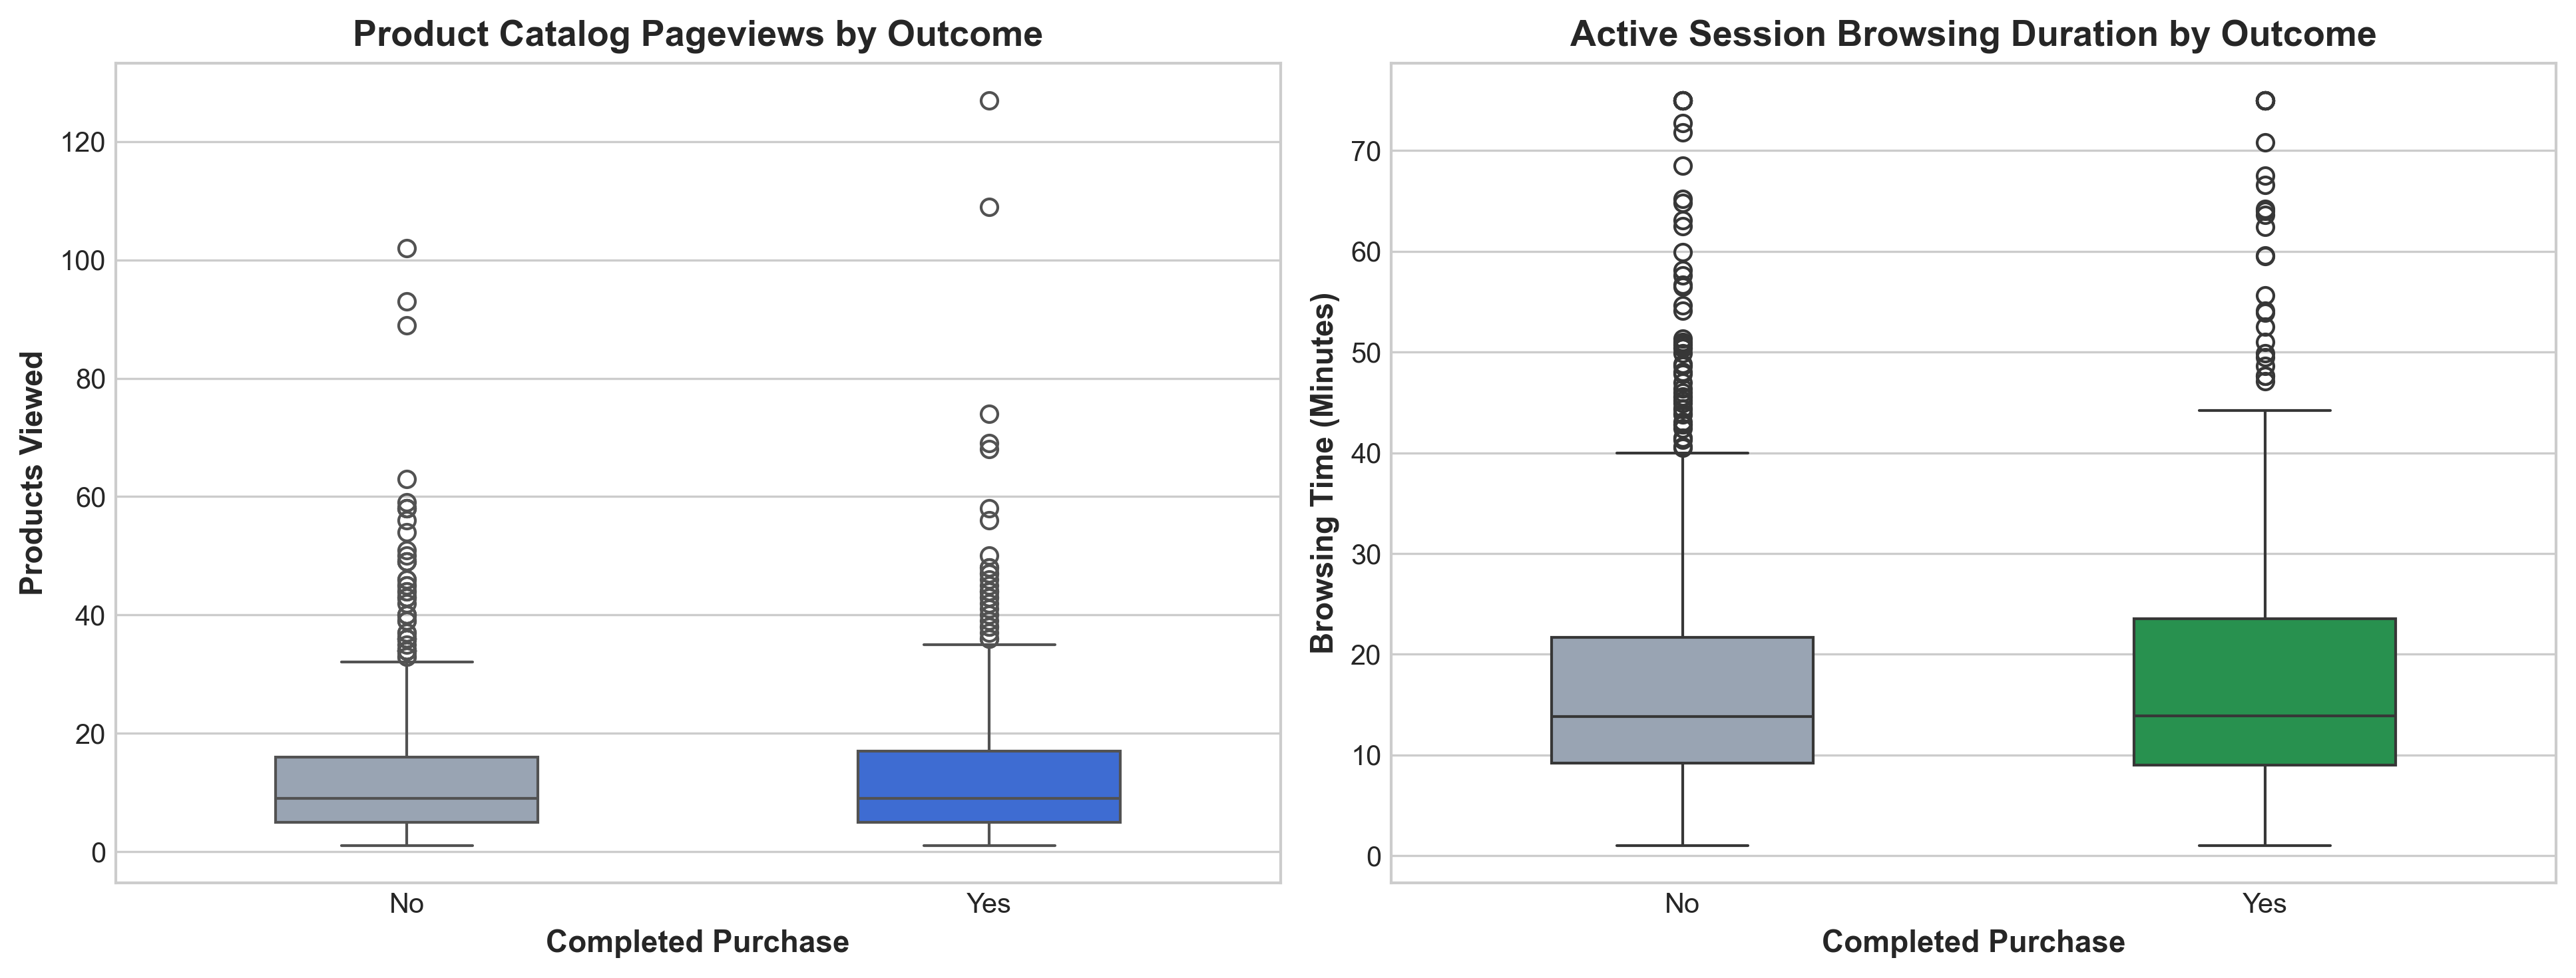 Product Catalog Pageviews by Outcome
Products Viewed
120
100
80
60
40
20
0
No
Yes
Completed Purchase
Active Session Browsing Duration by Outcome
Browsing Time (Minutes)
70
60
50
40
30
20
10
0
No
Yes
Completed Purchase